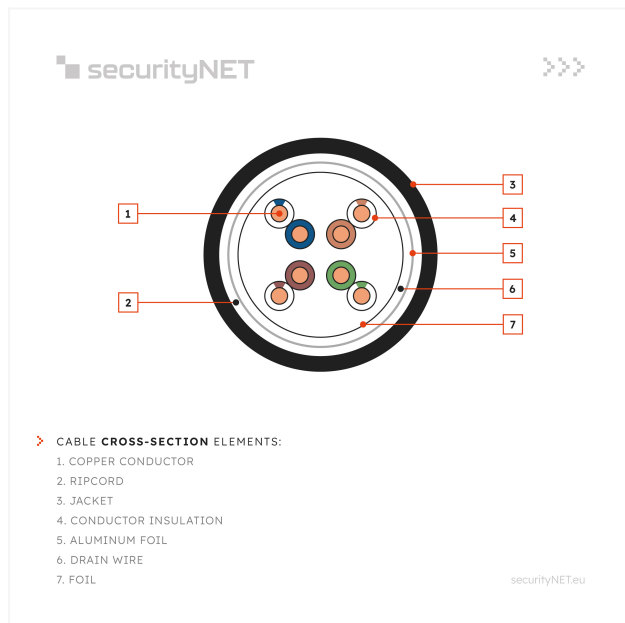 securityNET
1
2
3
4
5
6
7
CABLE CROSS-SECTION ELEMENTS:
1. COPPER CONDUCTOR
2. RIPCORD
3. JACKET
4. CONDUCTOR INSULATION
5. ALUMINUM FOIL
6. DRAIN WIRE
7. FOIL
securityNET.eu